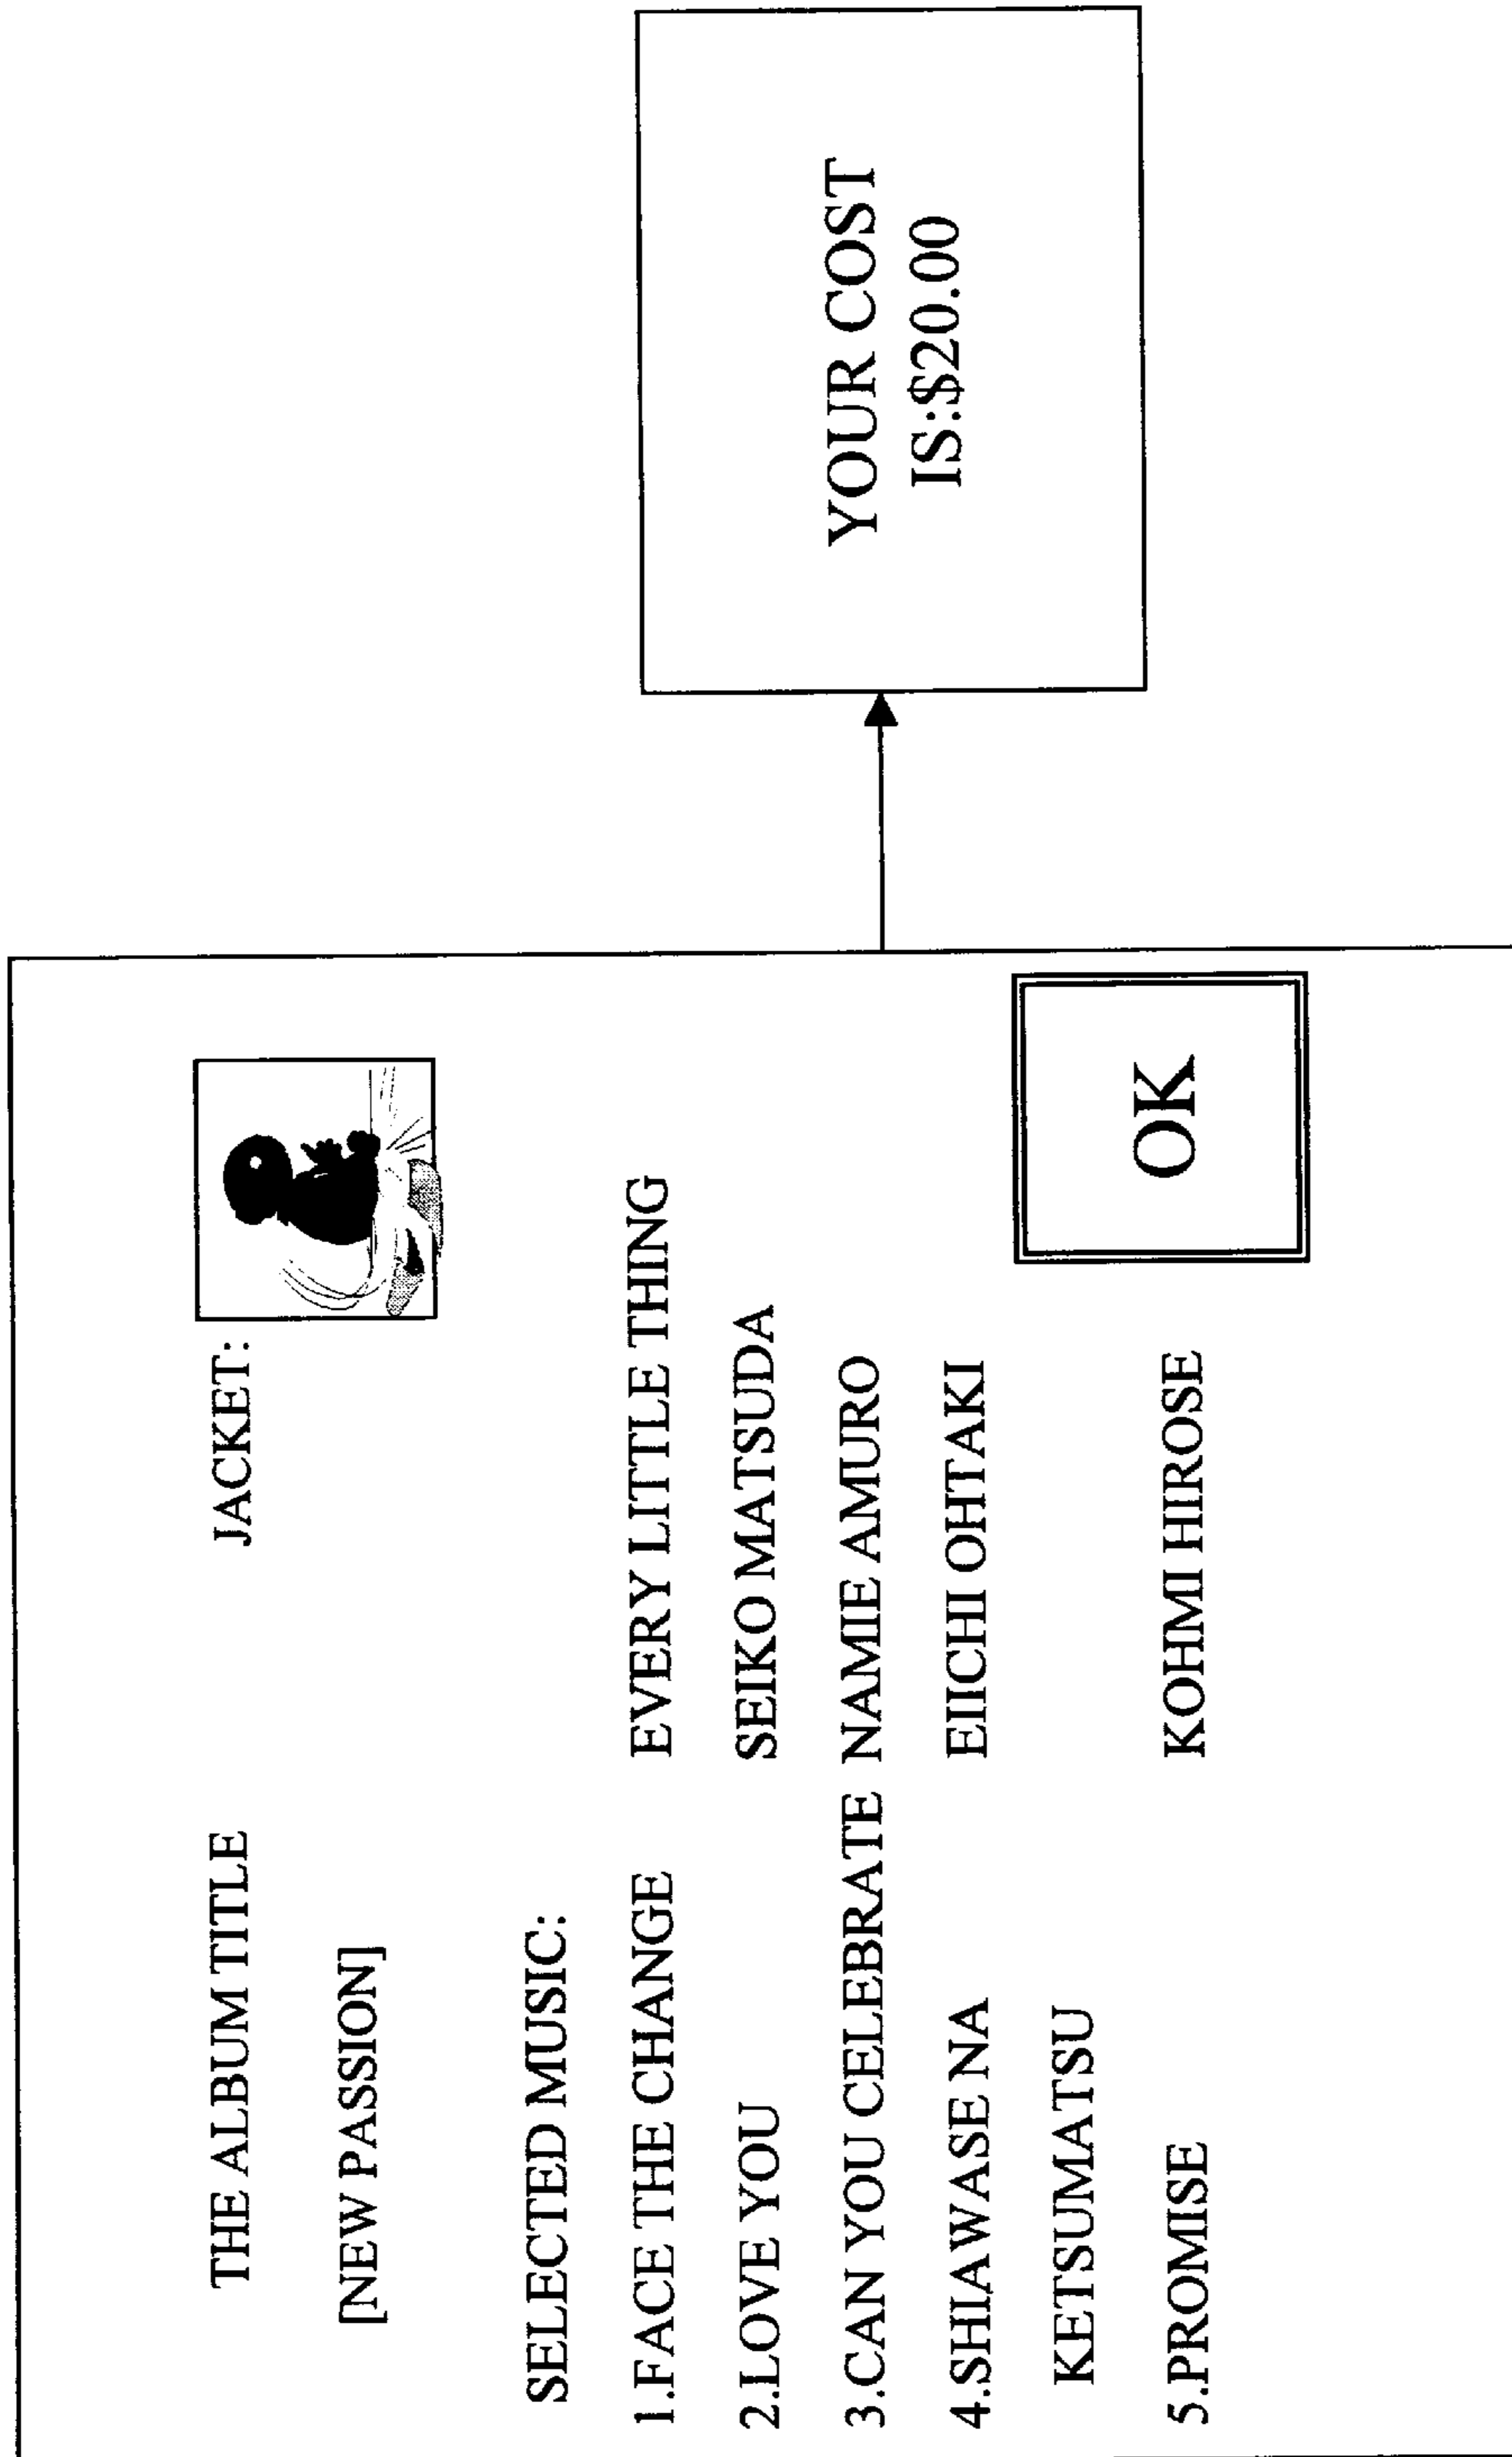 THE ALBUM TITLE JACKET:
[NEW PASSION]
SELECTED MUSIC:
1.FACE THE CHANGE EVERY LITTLE THING
2.LOVE YOU SEIKO MATSUDA
3.CAN YOU CELEBRATE NAMIE AMURO
4.SHIAWASE NA EIICHI OHTAKI
KETSUMATSU
5.PROMISE KOHMI HIROSE
OK
YOUR COST
IS:$20.00